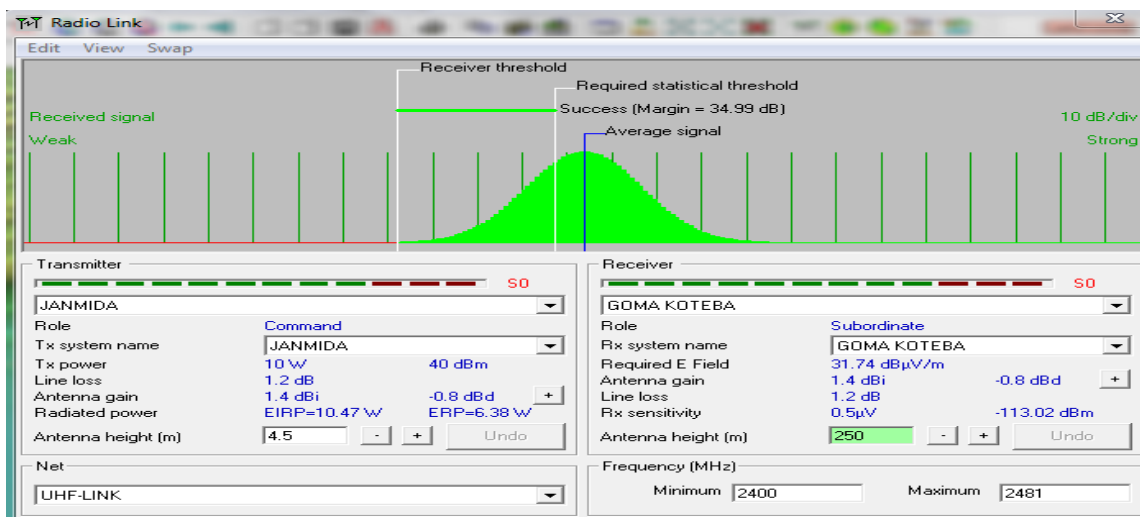 Radio Link
Edit View Swap
Receiver threshold
Required statistical threshold
Success (Margin = 34.99 dB)
Received signal
10 dB/div
Average signal
Weak
Strong
Transmitter
S0
JANMIDA
Role Command
Tx system name JANMIDA
Tx power 10 W 40 dBm
Line loss 1.2 dB
Antenna gain 1.4 dBi -0.8 dBd +
Radiated power EIRP=10.47 W ERP=6.38 W
Antenna height (m) 4.5 - + Undo
Net
UHF-LINK
Receiver
S0
GOMA KOTEBA
Role Subordinate
Rx system name GOMA KOTEBA
Required E Field 31.74 dBµV/m
Antenna gain 1.4 dBi -0.8 dBd +
Line loss 1.2 dB
Rx sensitivity 0.5µV -113.02 dBm
Antenna height (m) 250 - + Undo
Frequency (MHz)
Minimum 2400 Maximum 2481